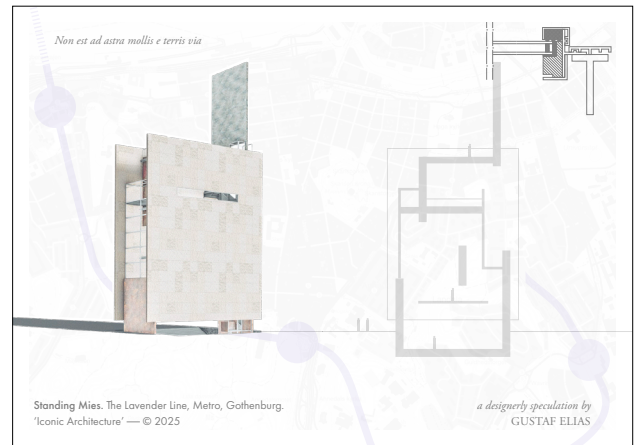 Non est ad astra mollis e terris via
Standing Mies. The Lavender Line, Metro, Gothenburg.
'Iconic Architecture' — © 2025
a designerly speculation by
GUSTAF ELIAS